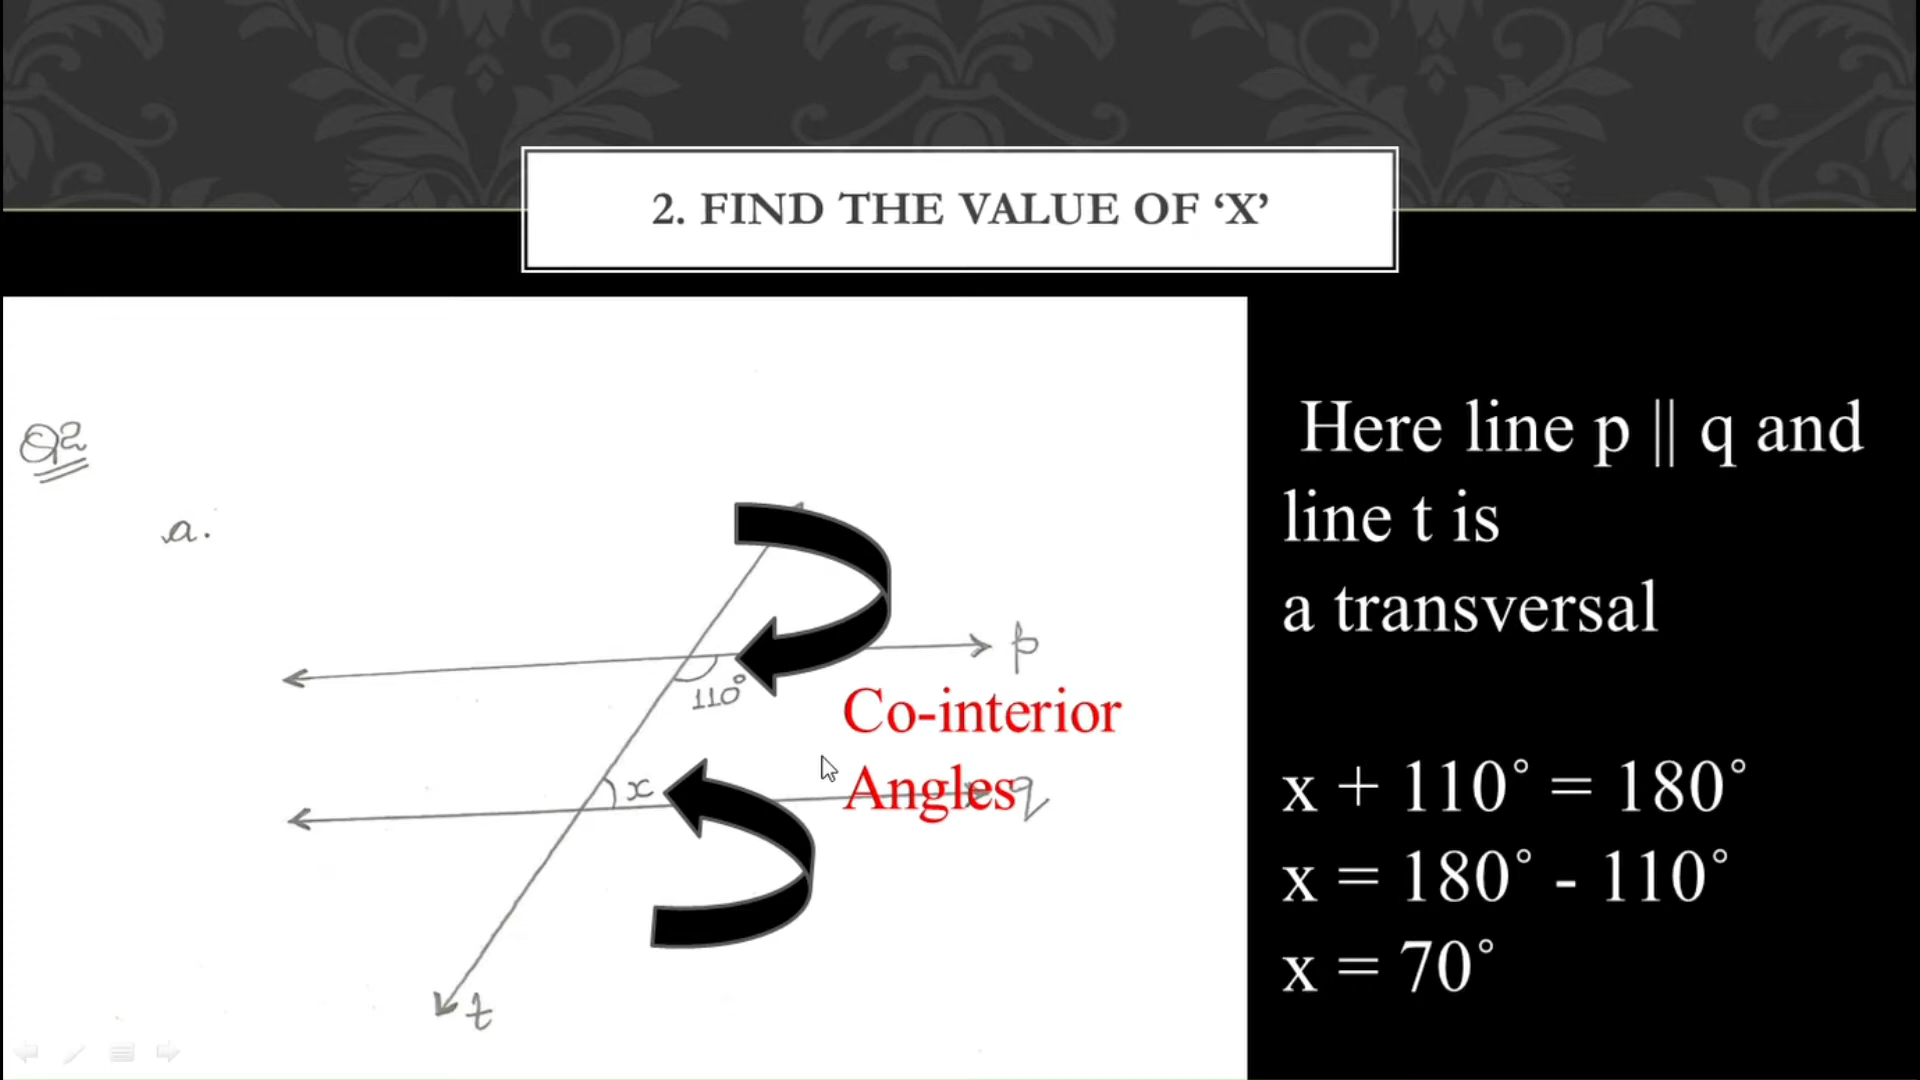 2. FIND THE VALUE OF ‘X’
Q2
a.
p
110°
Co-interior
x
Angles
q
t
Here line p || q and
line t is
a transversal
x + 110° = 180°
x = 180° - 110°
x = 70°